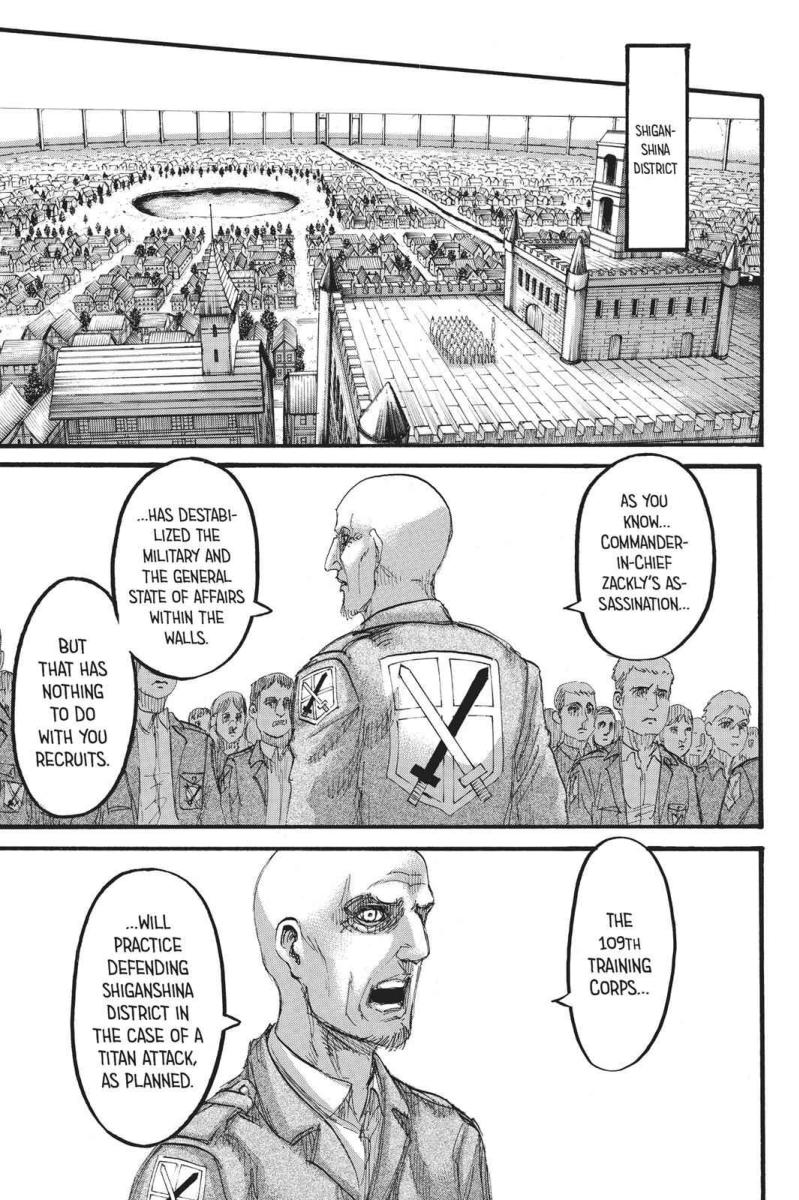 SHIGAN-
SHINA
DISTRICT
AS YOU
KNOW...
COMMANDER-
IN-CHIEF
ZACKLY'S AS-
SASSINATION...
...HAS DESTABI-
LIZED THE
MILITARY AND
THE GENERAL
STATE OF AFFAIRS
WITHIN THE
WALLS.
BUT
THAT HAS
NOTHING
TO DO
WITH YOU
RECRUITS.
THE
109TH
TRAINING
CORPS...
...WILL
PRACTICE
DEFENDING
SHIGANSHINA
DISTRICT IN
THE CASE OF A
TITAN ATTACK,
AS PLANNED.